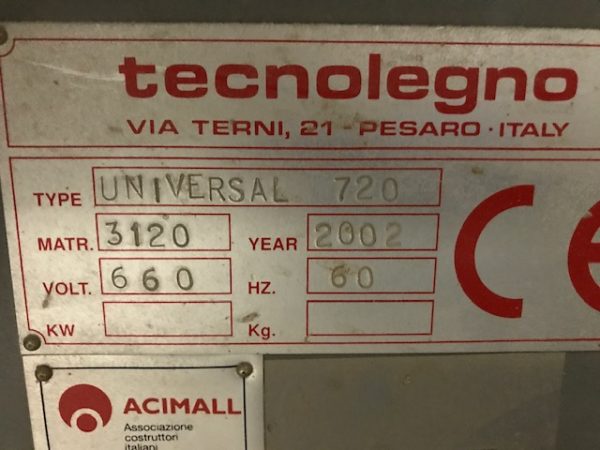 tecnolegno
VIA TERNI, 21 - PESARO · ITALY
TYPE UNIVERSAL 720
MATR. 3120 YEAR 2002
VOLT. 660 HZ. 60
KW Kg.
CE
ACIMALL
Associazione
costruttori
italiani